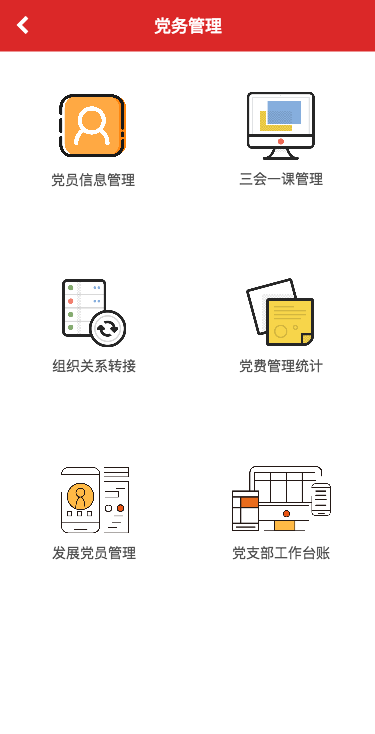 党务管理
党员信息管理
三会一课管理
组织关系转接
党费管理统计
发展党员管理
党支部工作台账